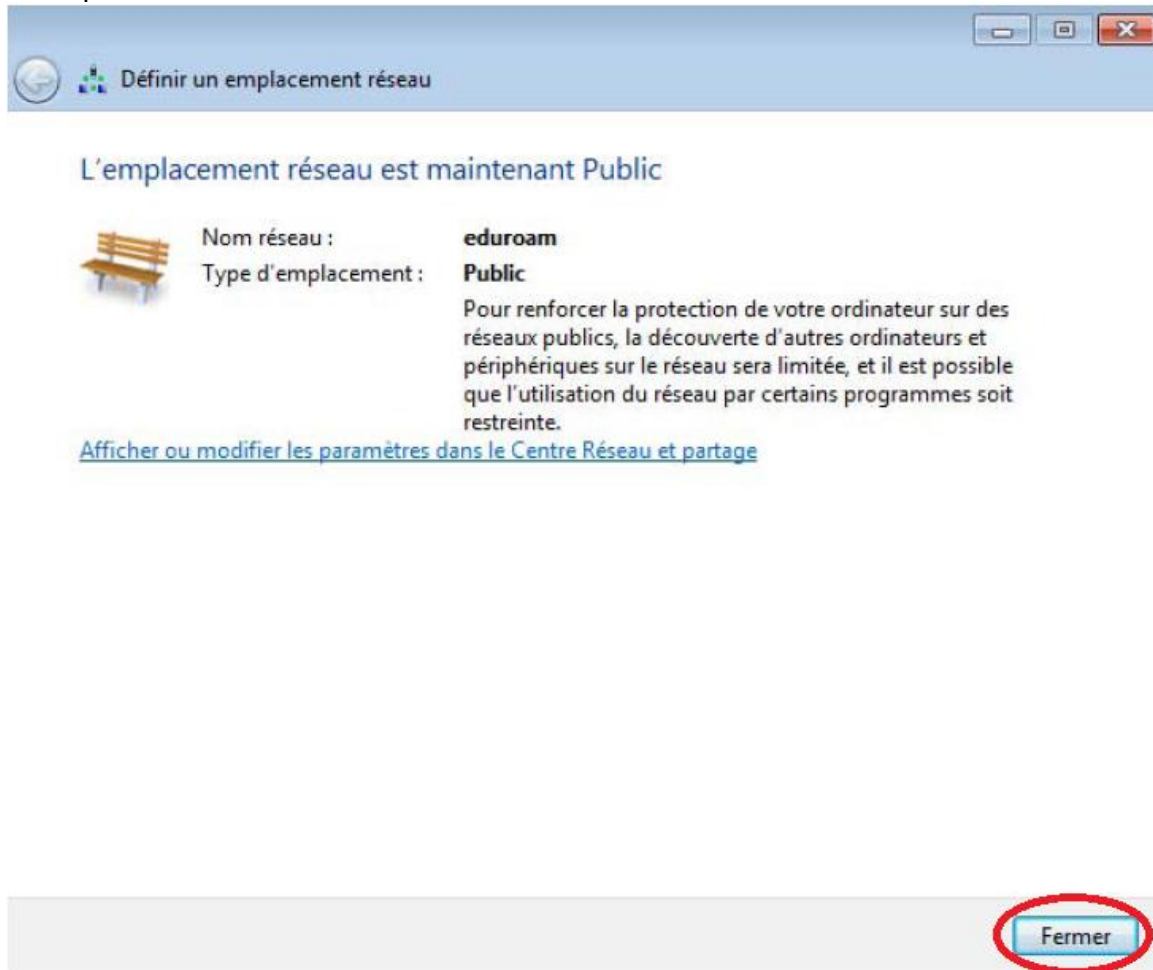 Définir un emplacement réseau
L'emplacement réseau est maintenant Public
Nom réseau : eduroam
Type d'emplacement : Public
Pour renforcer la protection de votre ordinateur sur des
réseaux publics, la découverte d'autres ordinateurs et
périphériques sur le réseau sera limitée, et il est possible
que l'utilisation du réseau par certains programmes soit
restreinte.
Afficher ou modifier les paramètres dans le Centre Réseau et partage
Fermer